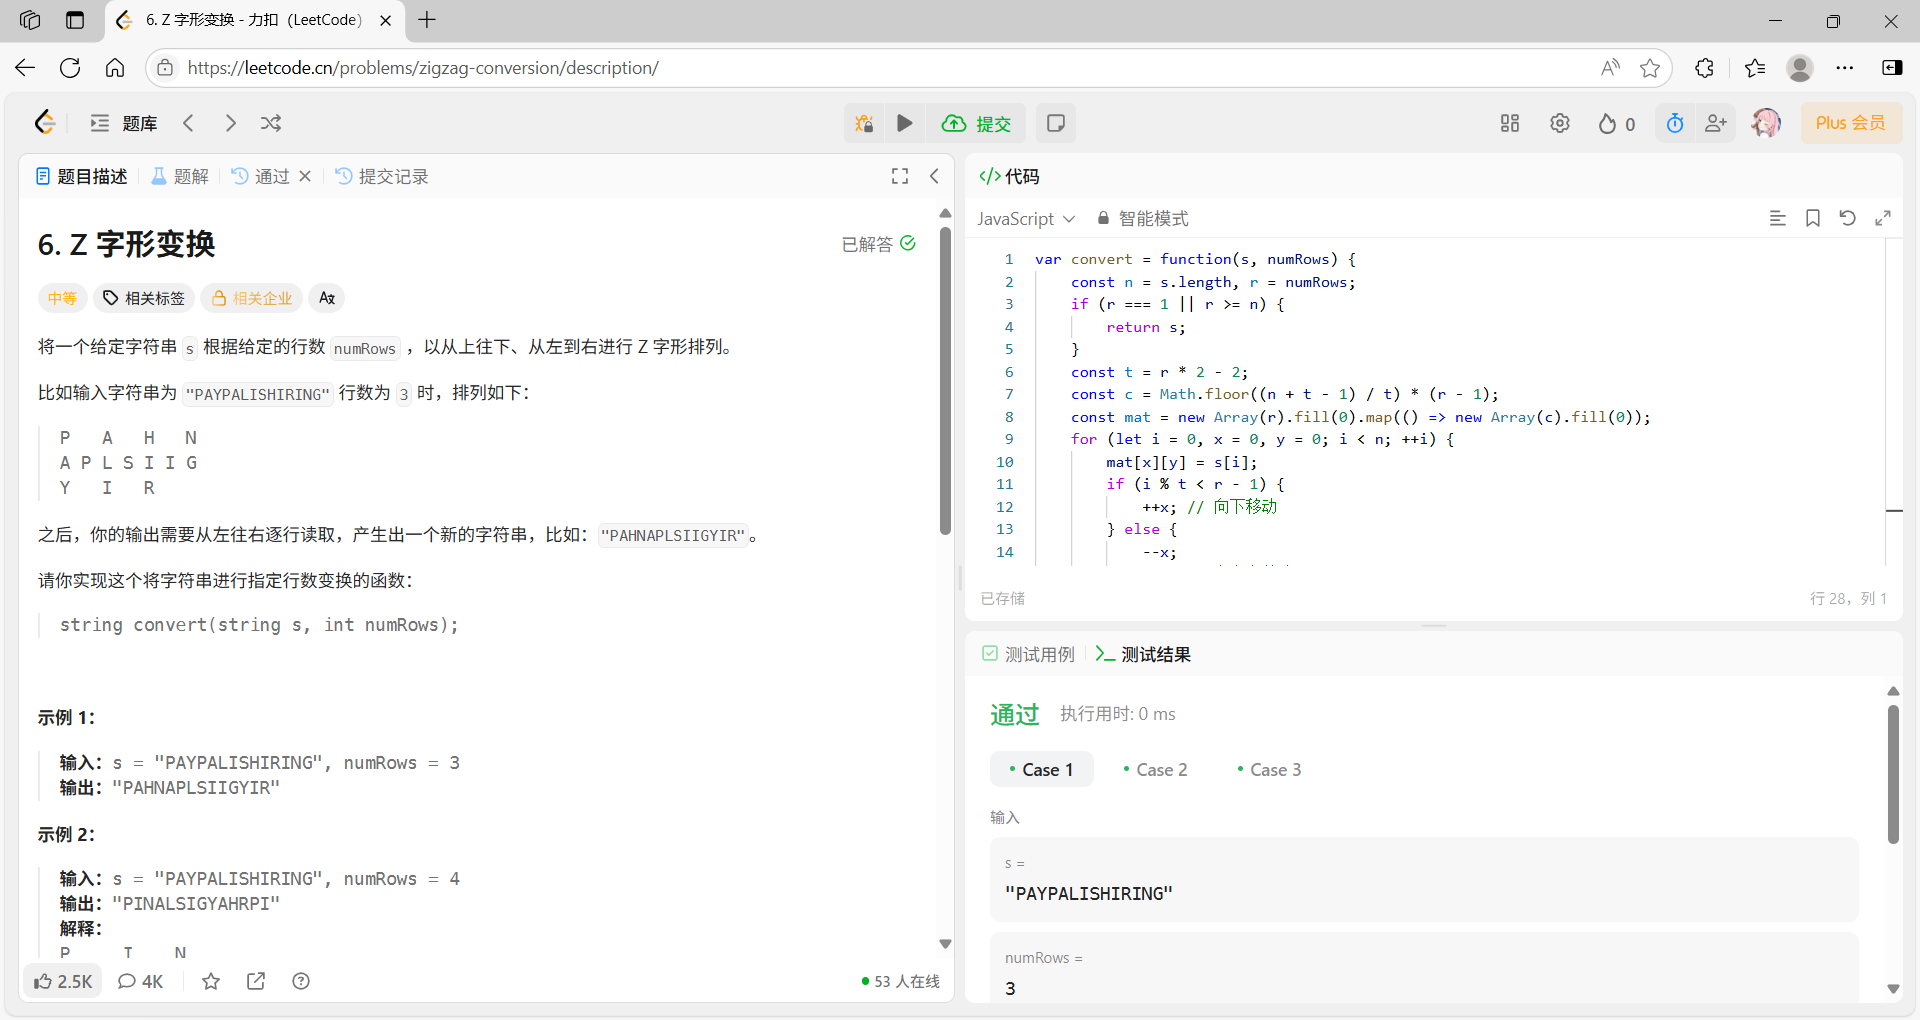 6. Z 字形变换 - 力扣（LeetCode）
https://leetcode.cn/problems/zigzag-conversion/description/
题库
提交
0
Plus 会员
题目描述
题解
通过
提交记录
6. Z 字形变换
已解答
中等
相关标签
相关企业
将一个给定字符串 s 根据给定的行数 numRows ，以从上往下、从左到右进行 Z 字形排列。
比如输入字符串为 "PAYPALISHIRING" 行数为 3 时，排列如下：
P   A   H   N
A P L S I I G
Y   I   R
之后，你的输出需要从左往右逐行读取，产生出一个新的字符串，比如："PAHNAPLSIIGYIR"。
请你实现这个将字符串进行指定行数变换的函数：
string convert(string s, int numRows);
示例 1：
输入：s = "PAYPALISHIRING", numRows = 3
输出："PAHNAPLSIIGYIR"
示例 2：
输入：s = "PAYPALISHIRING", numRows = 4
输出："PINALSIGYAHRPI"
解释：
P     I    N
2.5K
4K
53 人在线
</> 代码
JavaScript
智能模式
1 var convert = function(s, numRows) {
2 const n = s.length, r = numRows;
3 if (r === 1 || r >= n) {
4 return s;
5 }
6 const t = r * 2 - 2;
7 const c = Math.floor((n + t - 1) / t) * (r - 1);
8 const mat = new Array(r).fill(0).map(() => new Array(c).fill(0));
9 for (let i = 0, x = 0, y = 0; i < n; ++i) {
10 mat[x][y] = s[i];
11 if (i % t < r - 1) {
12 ++x; // 向下移动
13 } else {
14 --x;
已存储
行 28，列 1
测试用例
测试结果
通过
执行用时: 0 ms
Case 1
Case 2
Case 3
输入
s =
"PAYPALISHIRING"
numRows =
3